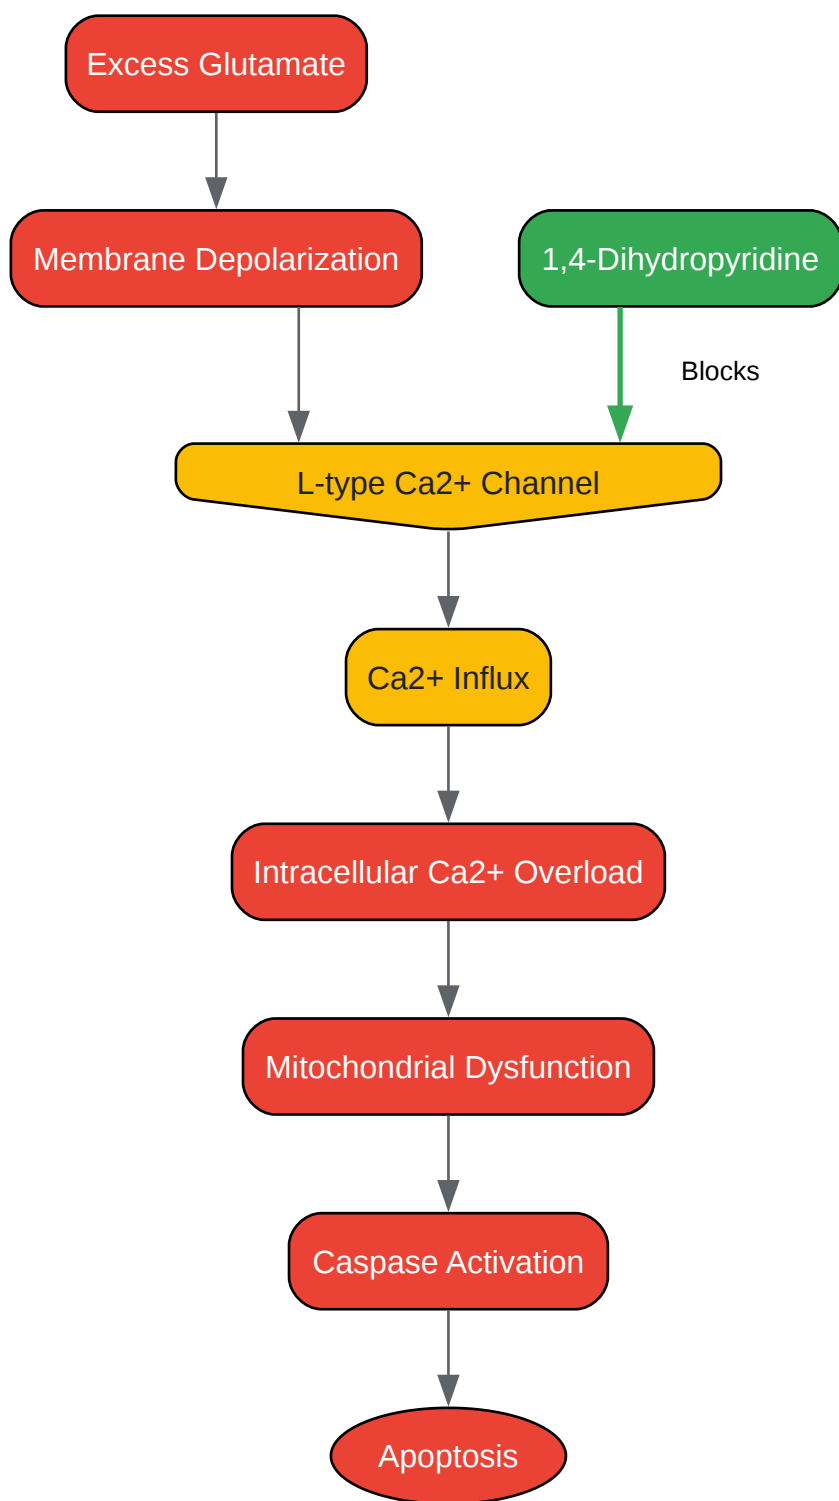 Excess Glutamate
Membrane Depolarization
1,4-Dihydropyridine
Blocks
L-type Ca2+ Channel
Ca2+ Influx
Intracellular Ca2+ Overload
Mitochondrial Dysfunction
Caspase Activation
Apoptosis